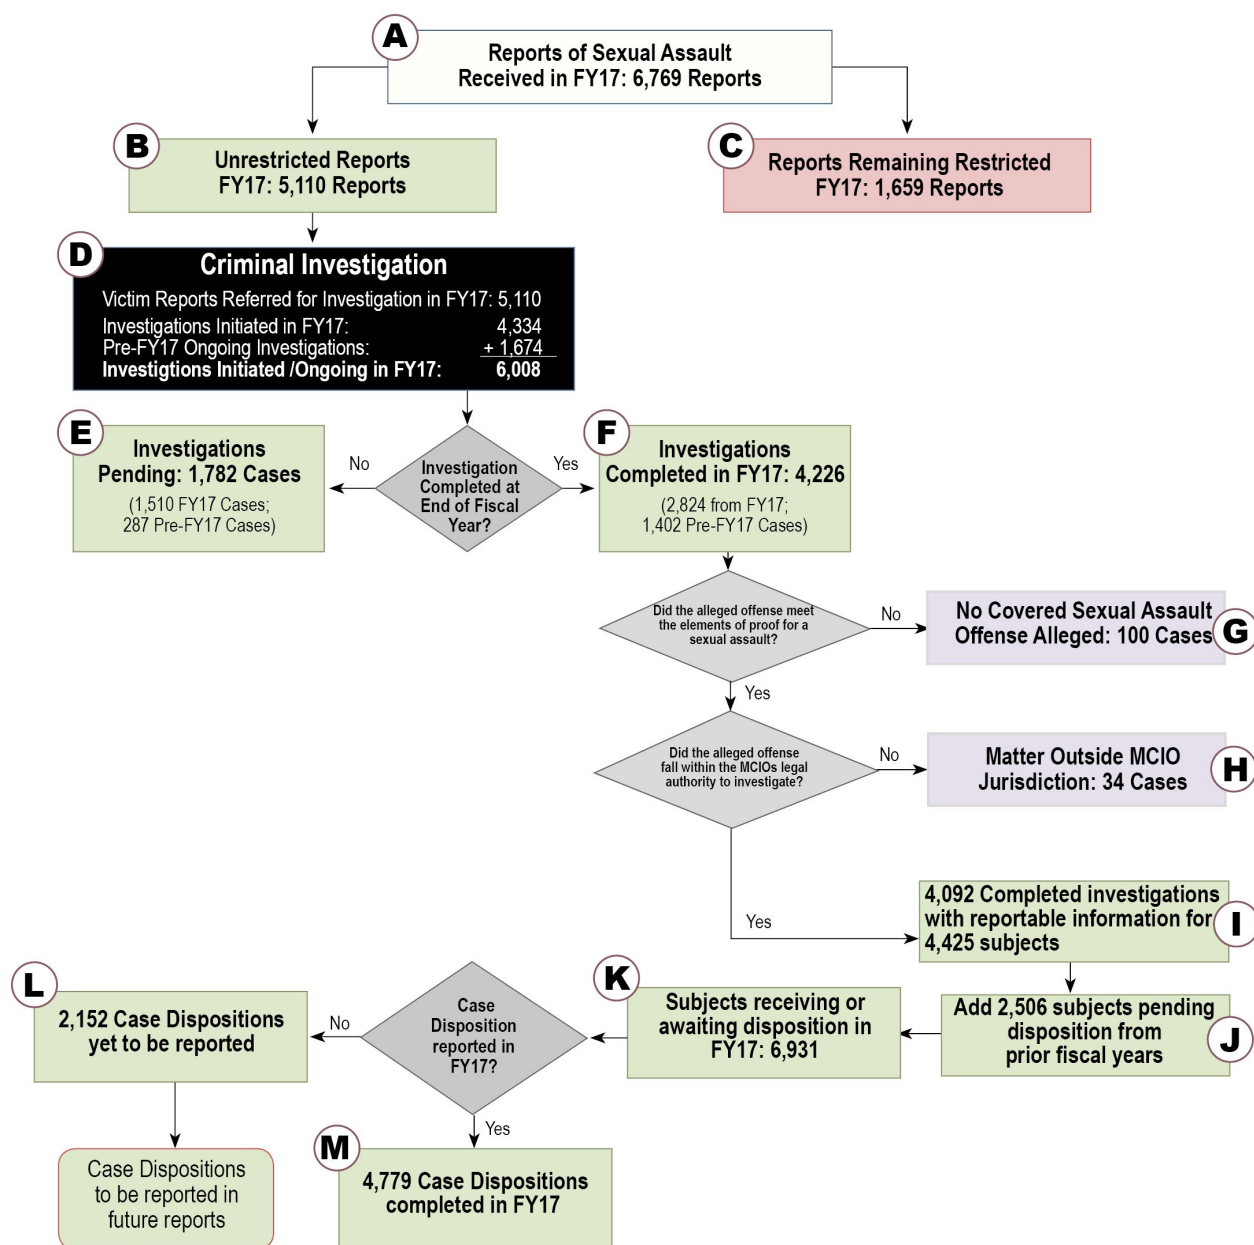 A
Reports of Sexual Assault
Received in FY17: 6,769 Reports
B
Unrestricted Reports
FY17: 5,110 Reports
C
Reports Remaining Restricted
FY17: 1,659 Reports
D
Criminal Investigation
Victim Reports Referred for Investigation in FY17: 5,110
Investigations Initiated in FY17: 4,334
Pre-FY17 Ongoing Investigations: + 1,674
Investigtions Initiated /Ongoing in FY17: 6,008
E
Investigations
Pending: 1,782 Cases
(1,510 FY17 Cases;
287 Pre-FY17 Cases)
No
Investigation
Completed at
End of Fiscal
Year?
Yes
F
Investigations
Completed in FY17: 4,226
(2,824 from FY17;
1,402 Pre-FY17 Cases)
Did the alleged offense meet
the elements of proof for a
sexual assault?
No
No Covered Sexual Assault
Offense Alleged: 100 Cases
G
Yes
Did the alleged offense
fall within the MCIOs legal
authority to investigate?
No
Matter Outside MCIO
Jurisdiction: 34 Cases
H
Yes
4,092 Completed investigations
with reportable information for
4,425 subjects
I
Add 2,506 subjects pending
disposition from
prior fiscal years
J
K
Subjects receiving or
awaiting disposition in
FY17: 6,931
Case
Disposition
reported in
FY17?
No
L
2,152 Case Dispositions
yet to be reported
Case Dispositions
to be reported in
future reports
Yes
M
4,779 Case Dispositions
completed in FY17